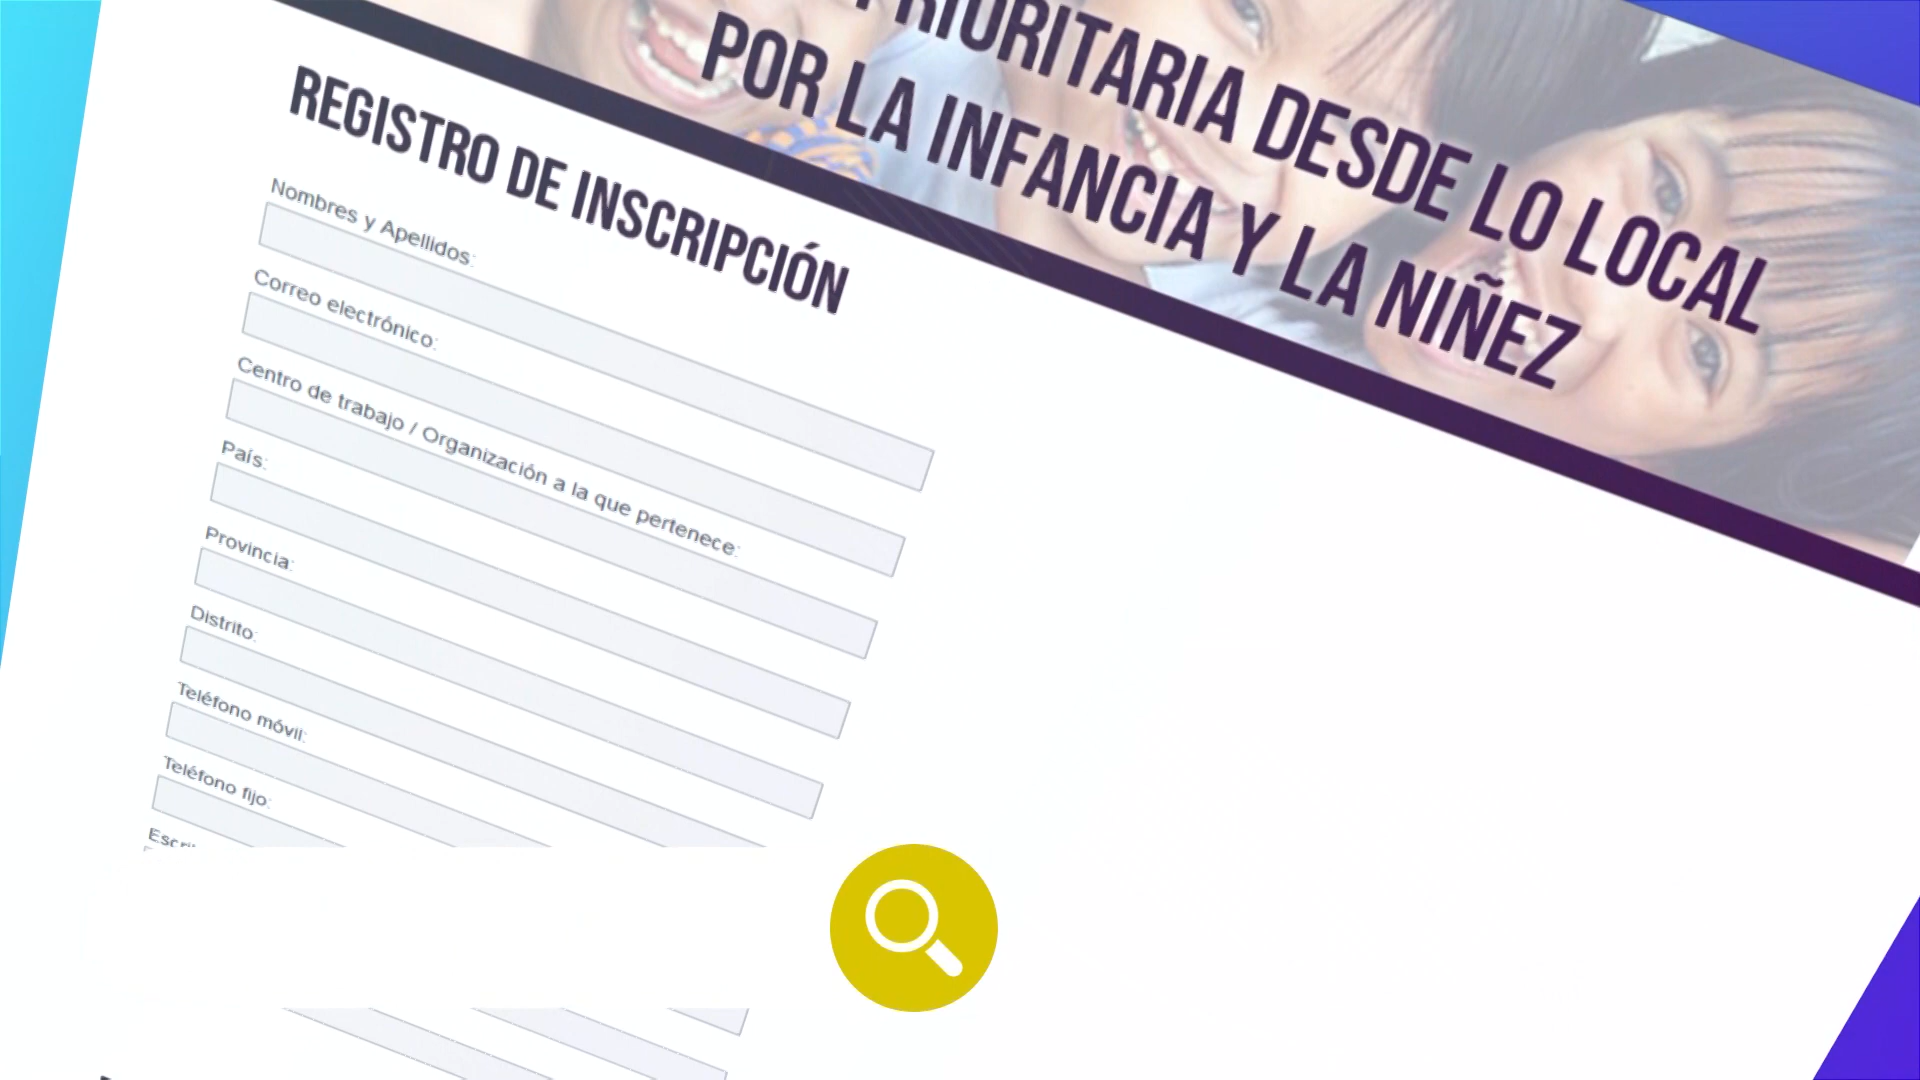 PRIORITARIA DESDE LO LOCAL
POR LA INFANCIA Y LA NIÑEZ
REGISTRO DE INSCRIPCIÓN
Nombres y Apellidos:
Correo electrónico:
Centro de trabajo / Organización a la que pertenece:
País:
Provincia:
Distrito:
Teléfono móvil:
Teléfono fijo: